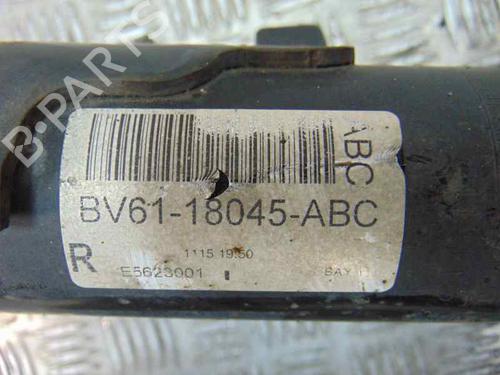 B-PARTS
ABC
BV61-18045-ABC
R
1115 19:50
E5623001 I
BAY